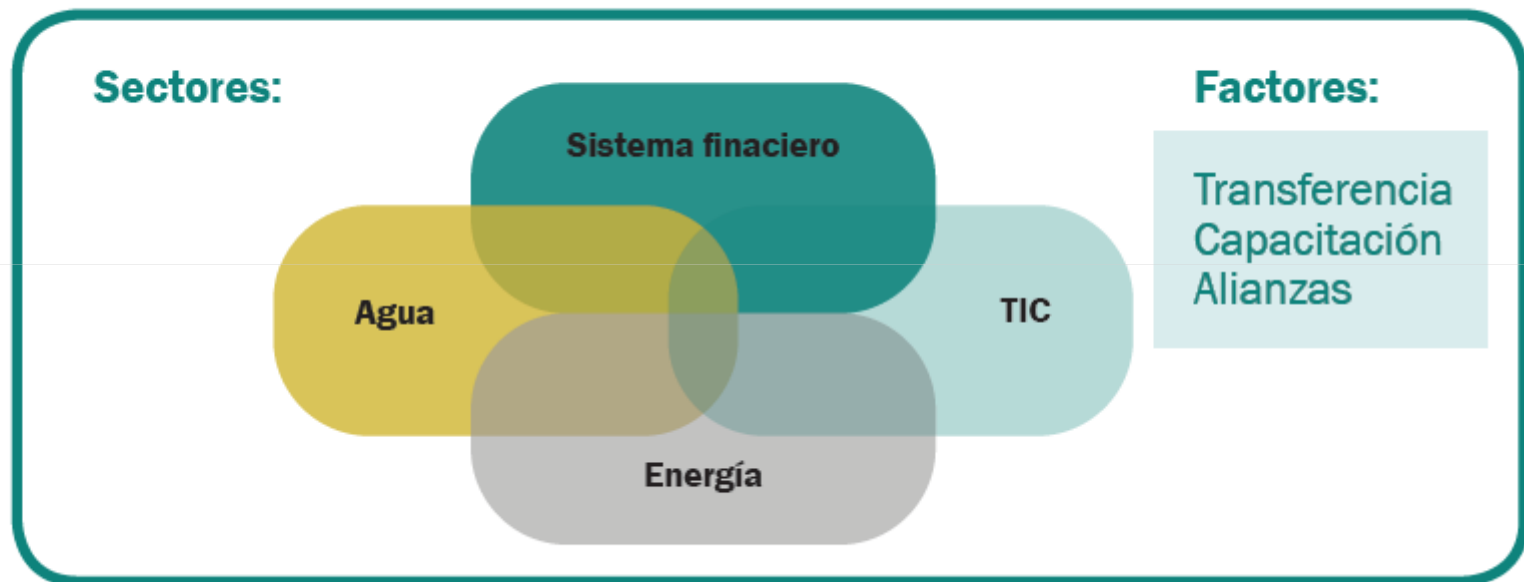 Sectores:
Sistema finaciero
Agua
TIC
Energía
Factores:
Transferencia
Capacitación
Alianzas